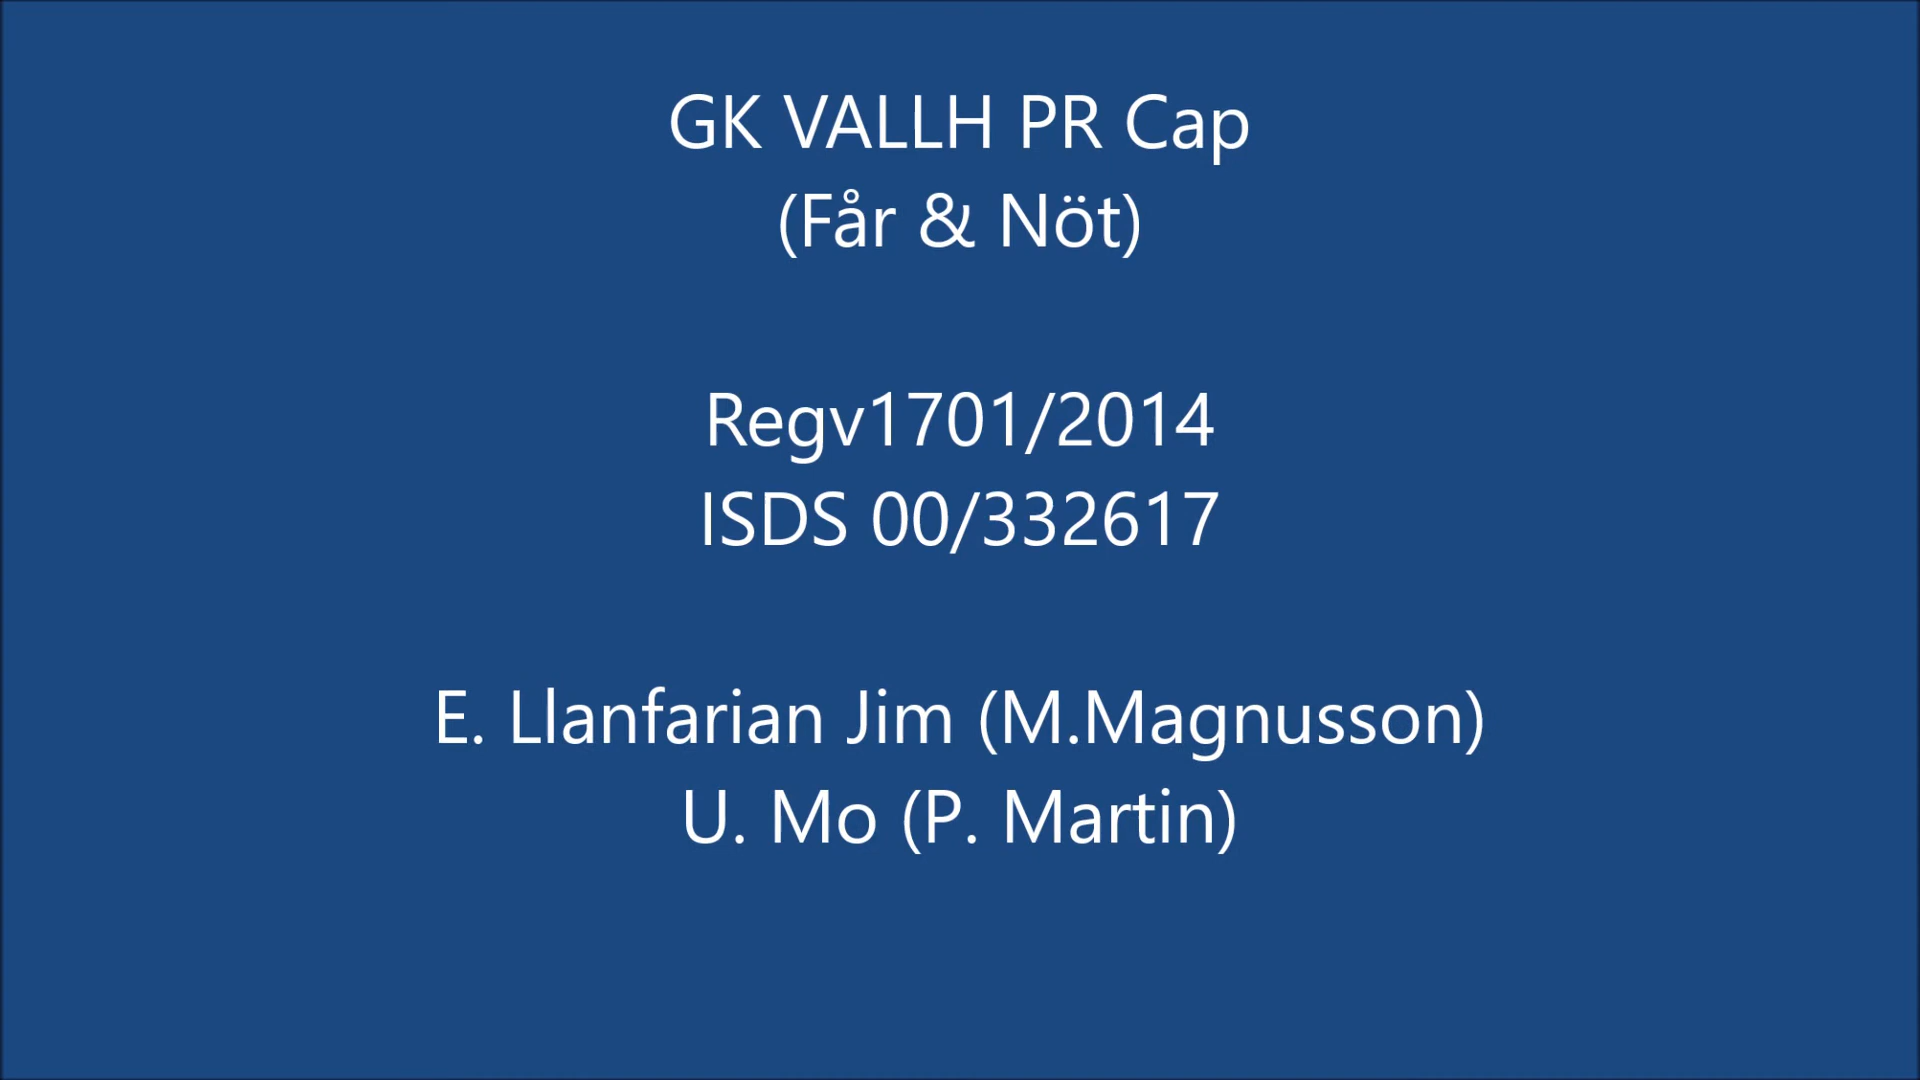 GK VALLH PR Cap
(Får & Nöt)
Regv1701/2014
ISDS 00/332617
E. Llanfarian Jim (M.Magnusson)
U. Mo (P. Martin)